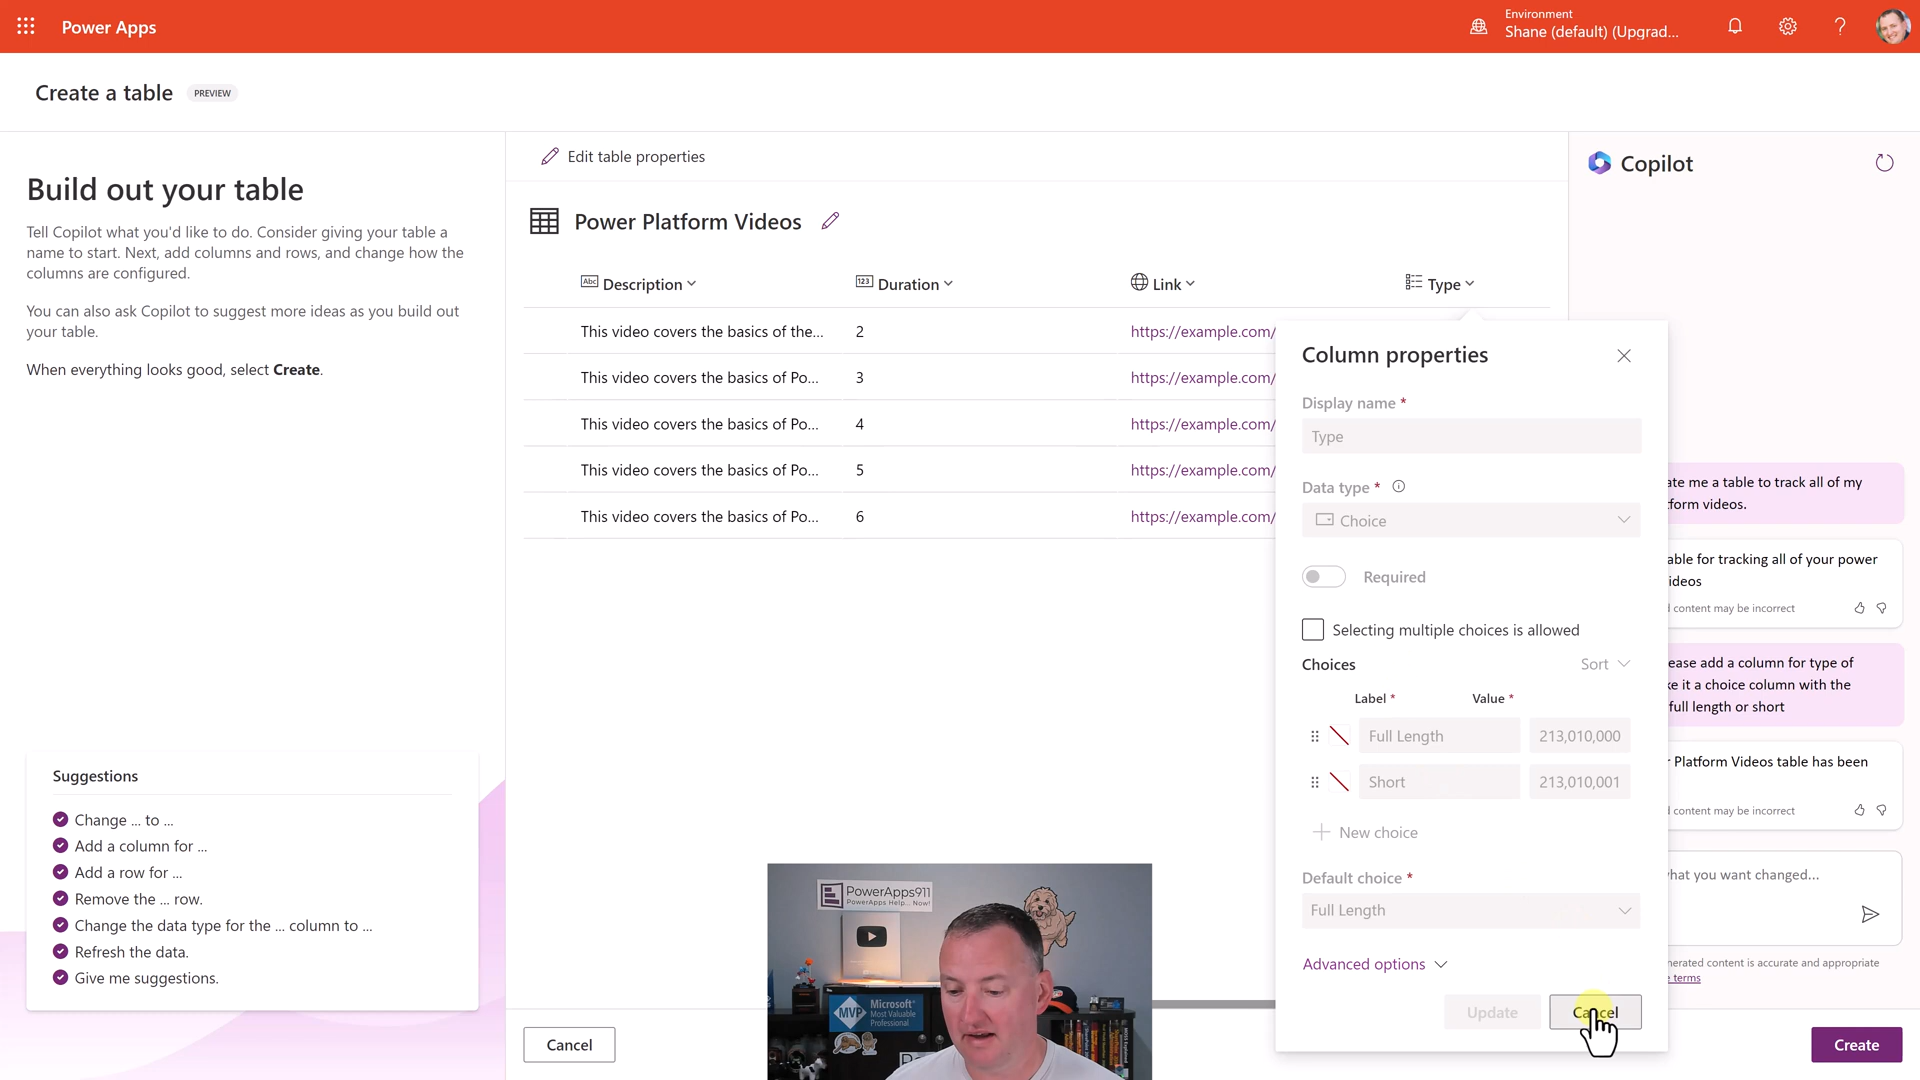 Power Apps
Environment
Shane (default) (Upgrad...
Create a table
PREVIEW
Build out your table
Tell Copilot what you'd like to do. Consider giving your table a
name to start. Next, add columns and rows, and change how the
columns are configured.
You can also ask Copilot to suggest more ideas as you build out
your table.
When everything looks good, select Create.
Suggestions
Change ... to ...
Add a column for ...
Add a row for ...
Remove the ... row.
Change the data type for the ... column to ...
Refresh the data.
Give me suggestions.
Edit table properties
Power Platform Videos
Abc Description 123 Duration Link Type
This video covers the basics of the... 2 https://example.com/
This video covers the basics of Po... 3 https://example.com/
This video covers the basics of Po... 4 https://example.com/
This video covers the basics of Po... 5 https://example.com/
This video covers the basics of Po... 6 https://example.com/
Cancel
PowerApps911
PowerApps Help... Now!
Microsoft
MVP Most Valuable
Professional
Column properties
Display name *
Type
Data type *
Choice
Required
Selecting multiple choices is allowed
Choices Sort
Label * Value *
Full Length 213,010,000
Short 213,010,001
New choice
Default choice *
Full Length
Advanced options
Update Cancel
Copilot
ate me a table to track all of my
form videos.
able for tracking all of your power
ideos
content may be incorrect
ease add a column for type of
ke it a choice column with the
full length or short
Platform Videos table has been
content may be incorrect
hat you want changed...
nerated content is accurate and appropriate
terms
Create